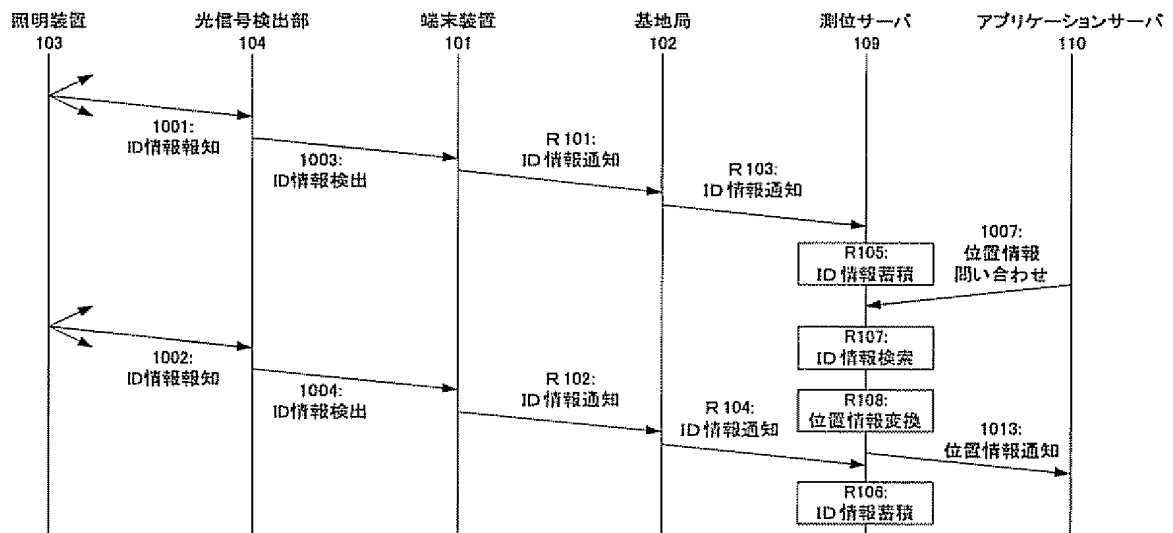 照明装置
103
光信号検出部
104
端末装置
101
基地局
102
測位サーバ
109
アプリケーションサーバ
110
1001:
ID情報報知
1003:
ID情報検出
R101:
ID情報通知
R103:
ID情報通知
R105:
ID情報蓄積
1007:
位置情報
問い合わせ
R107:
ID情報検索
1002:
ID情報報知
1004:
ID情報検出
R102:
ID情報通知
R104:
ID情報通知
R108:
位置情報変換
1013:
位置情報通知
R106:
ID情報蓄積